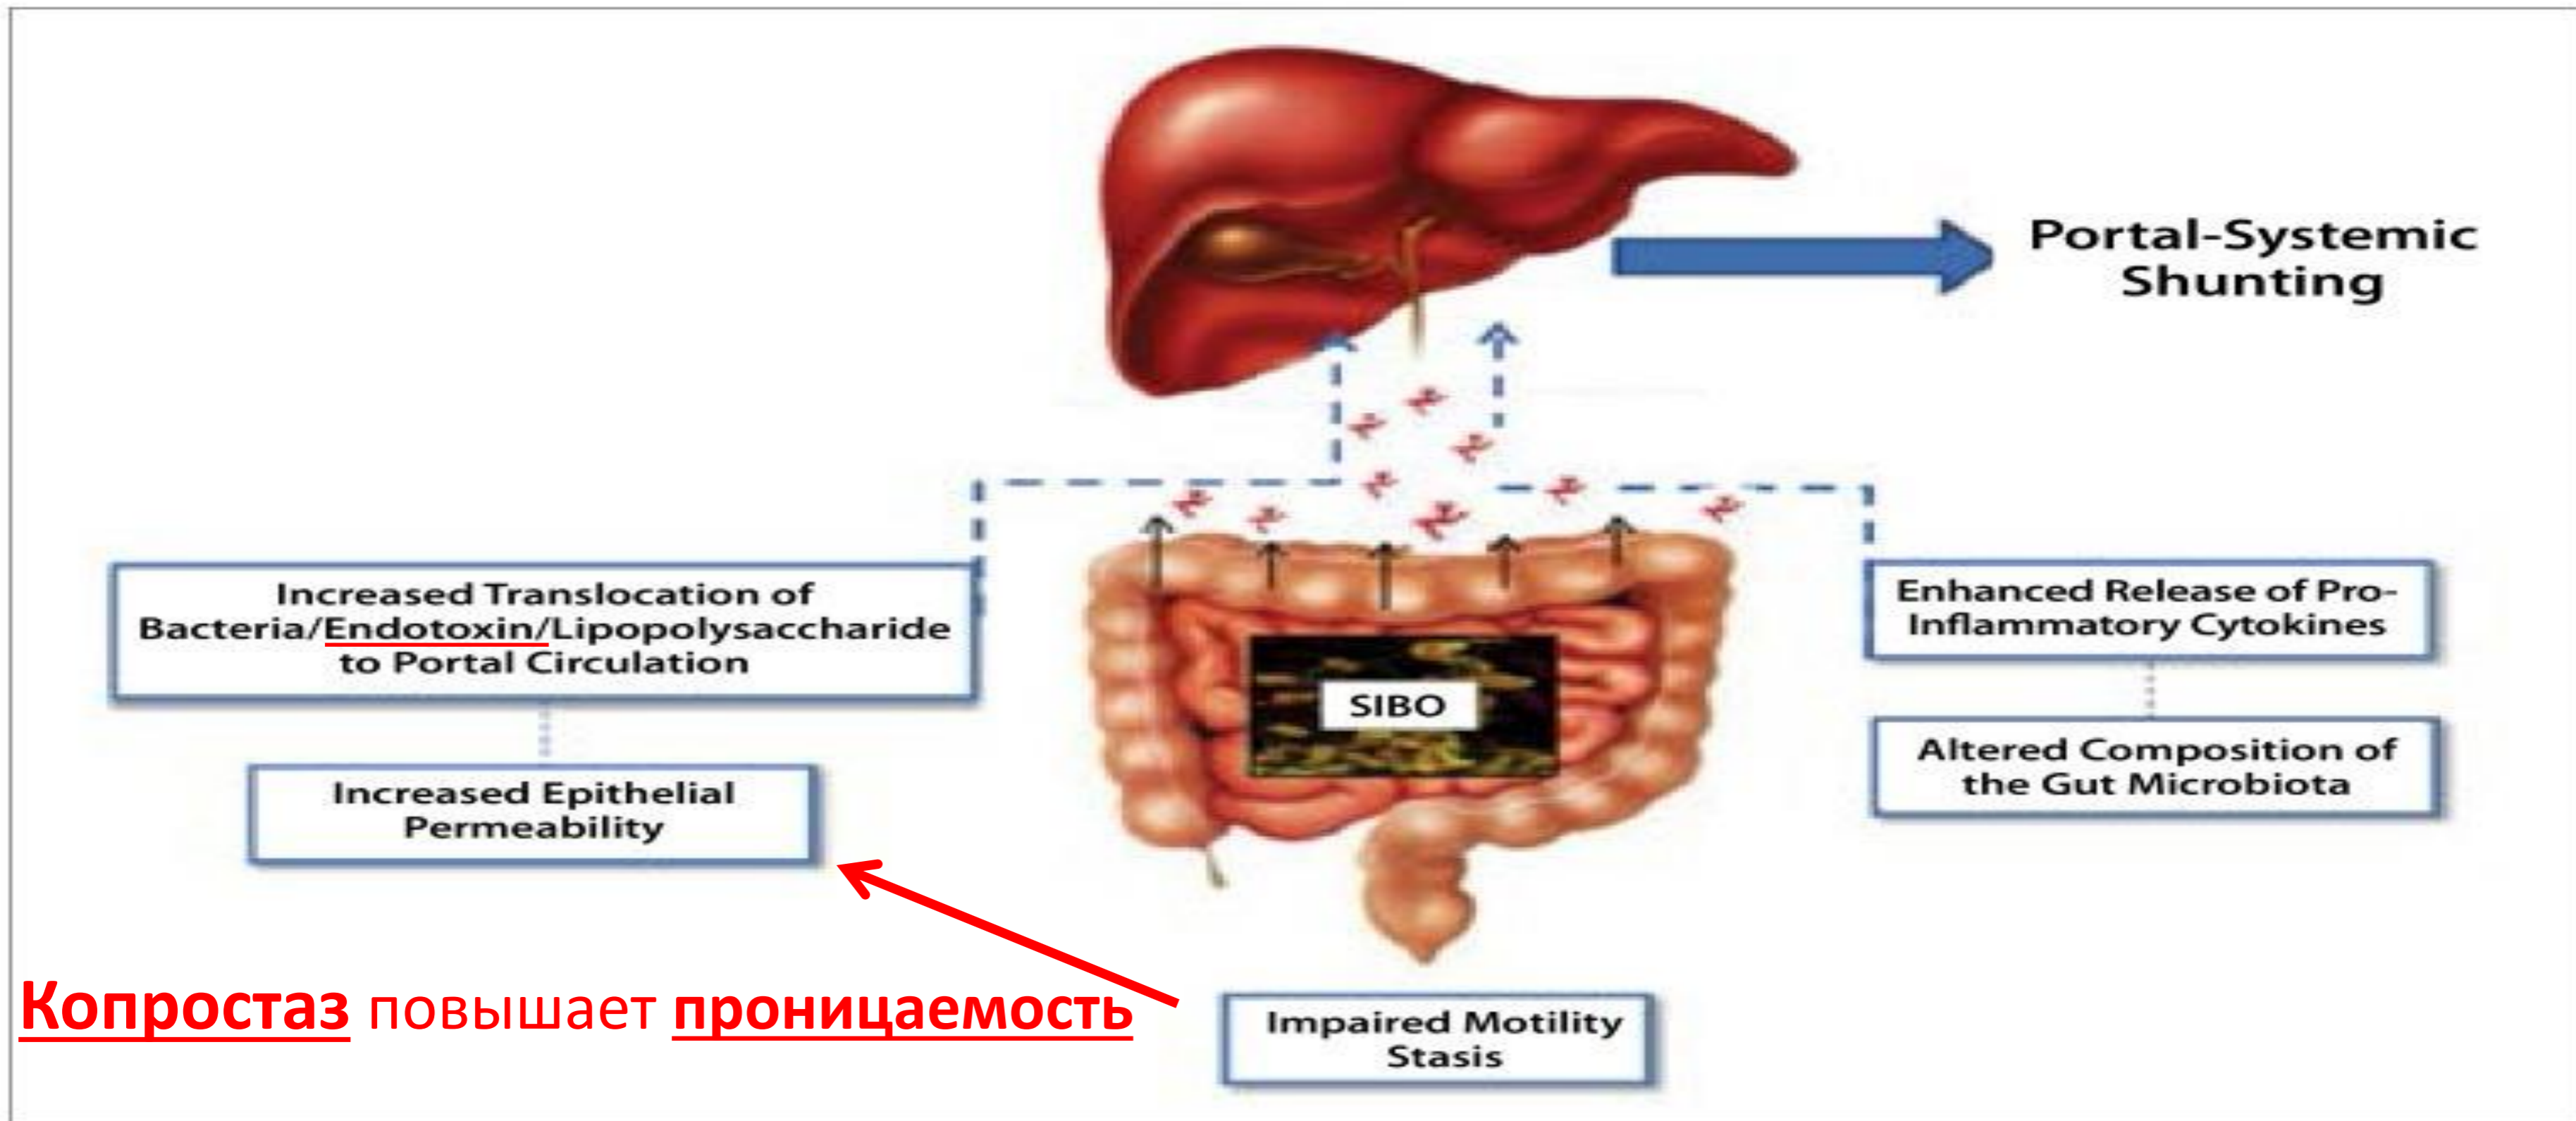 Portal-Systemic
Shunting
Increased Translocation of
Bacteria/Endotoxin/Lipopolysaccharide
to Portal Circulation
Increased Epithelial
Permeability
SIBO
Enhanced Release of Pro-
Inflammatory Cytokines
Altered Composition of
the Gut Microbiota
Копростаз повышает проницаемость
Impaired Motility
Stasis